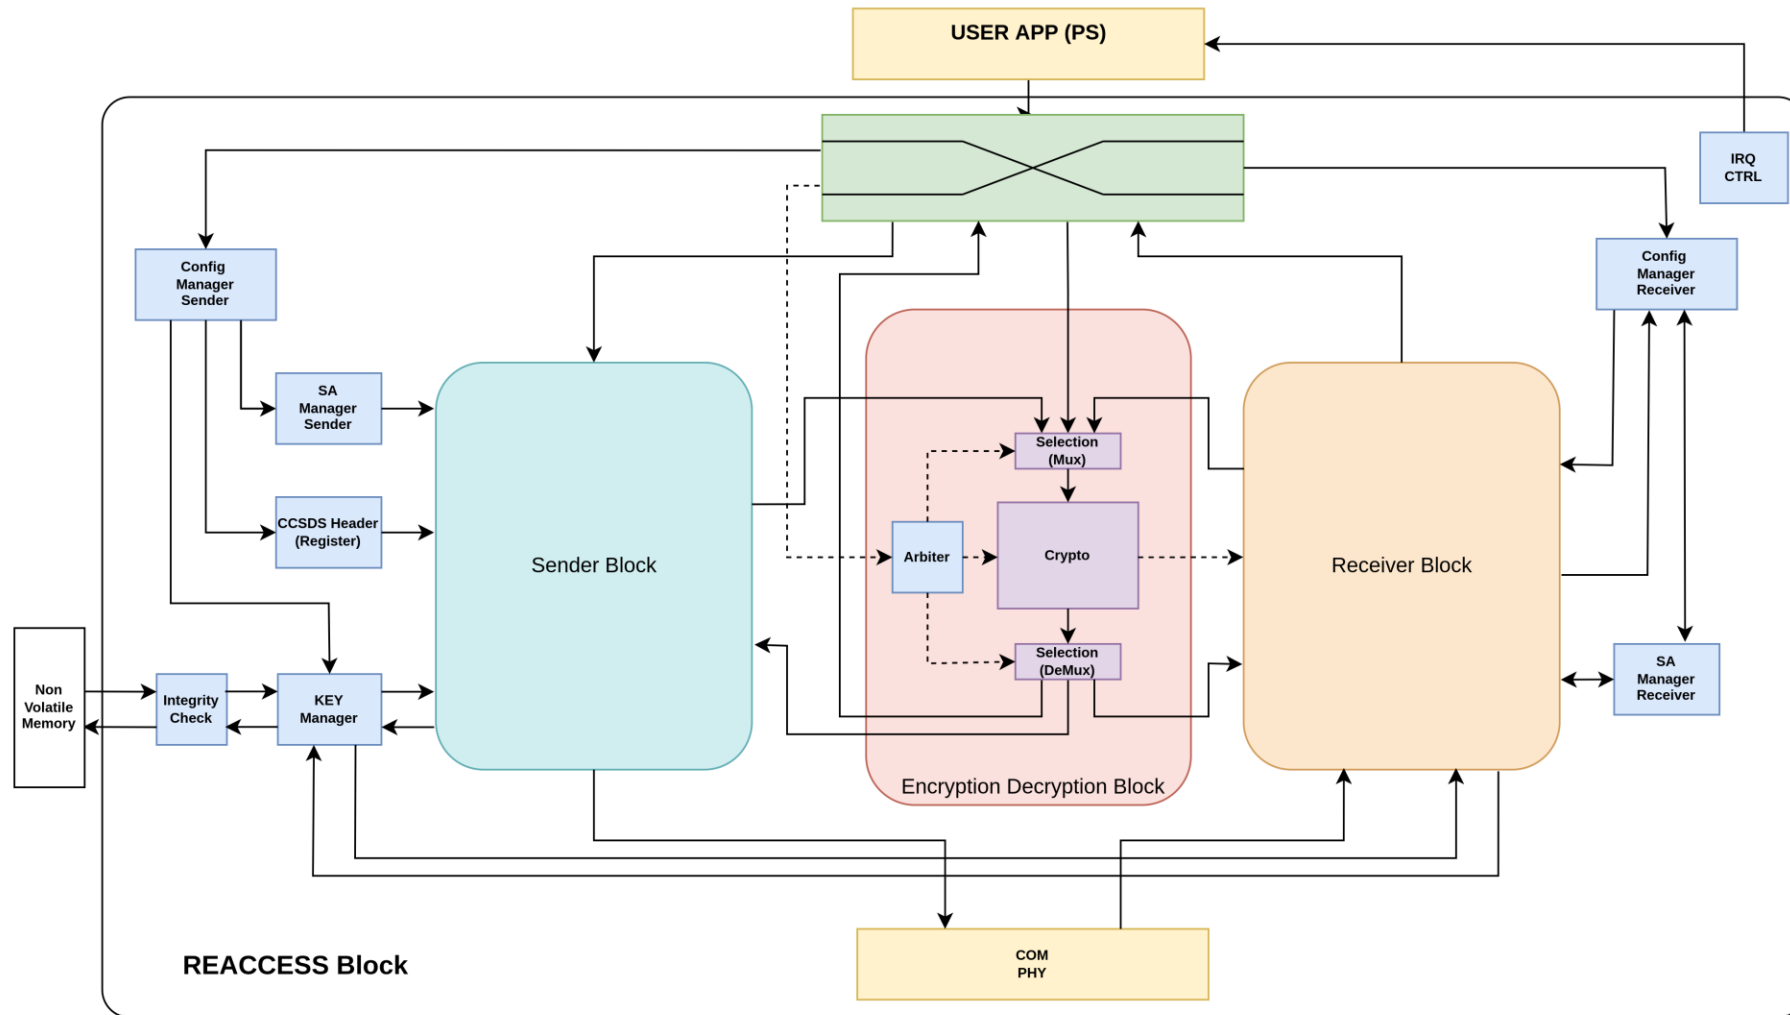 USER APP (PS)
IRQ
CTRL
Config
Manager
Sender
Config
Manager
Receiver
SA
Manager
Sender
Selection
(Mux)
CCSDS Header
(Register)
Arbiter
Crypto
Sender Block
Receiver Block
Selection
(DeMux)
Non
Volatile
Memory
Integrity
Check
KEY
Manager
SA
Manager
Receiver
Encryption Decryption Block
REACCESS Block
COM
PHY